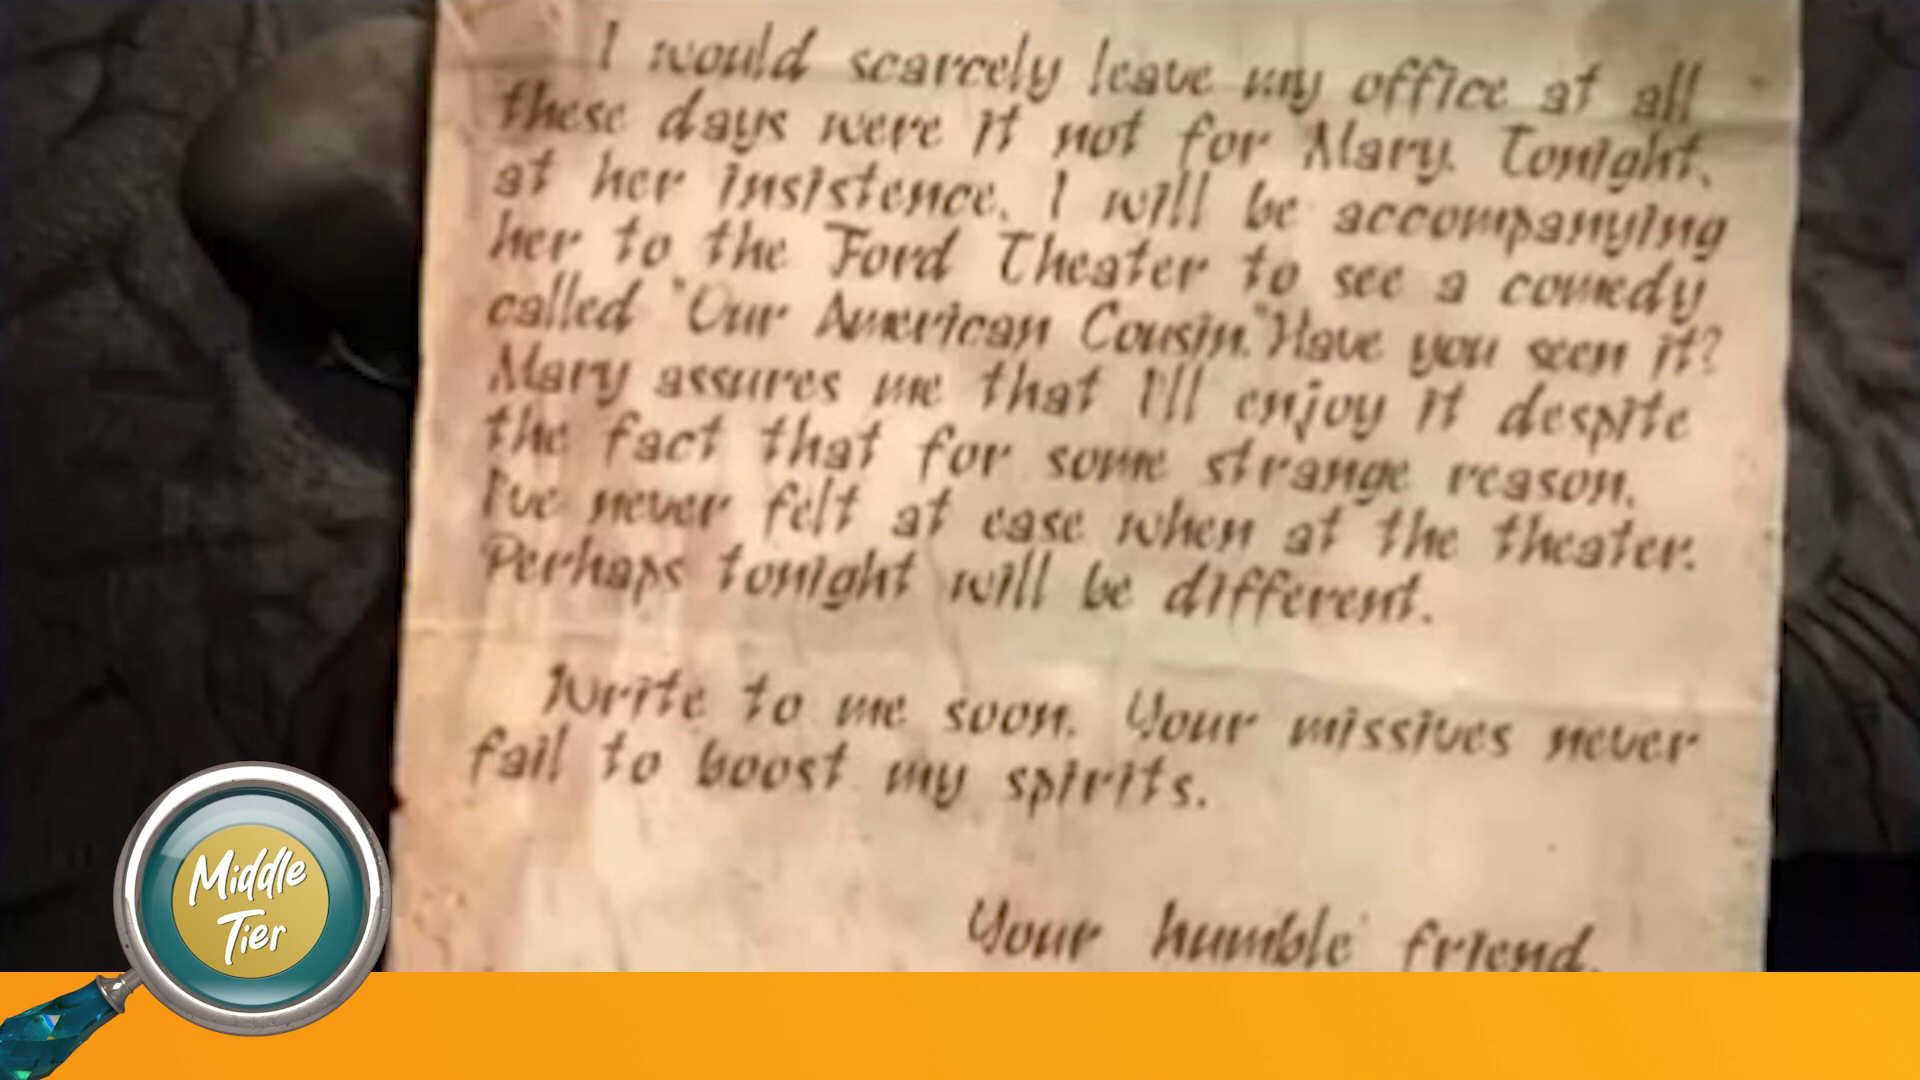 I would scarcely leave my office at all
these days were it not for Mary. Tonight,
at her insistence, I will be accompanying
her to the Ford Theater to see a comedy
called "Our American Cousin." Have you seen it?
Mary assures me that I'll enjoy it despite
the fact that for some strange reason,
I've never felt at ease when at the theater.
Perhaps tonight will be different.
Write to me soon. Your missives never
fail to boost my spirits.
Your humble friend,
Middle
Tier